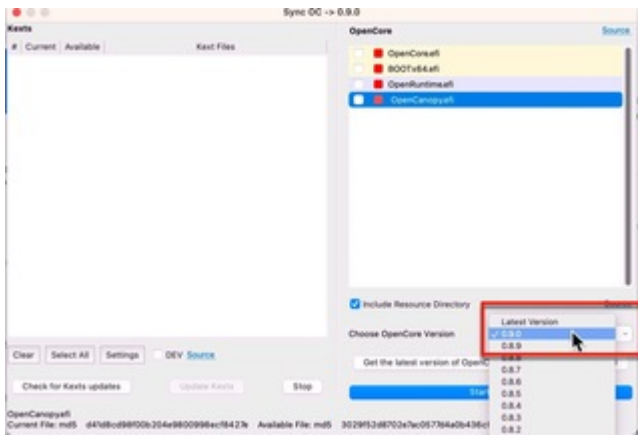 Sync OC -> 0.9.0
Kexts
# Current Available Kext Files
OpenCore Source
OpenCore.efi
BOOTx64.efi
OpenRuntime.efi
OpenCanopy.efi
Include Resource Directory
Choose OpenCore Version
Latest Version
✓ 0.9.0
0.8.9
0.8.7
0.8.6
0.8.5
0.8.4
0.8.3
0.8.2
Clear Select All Settings DEV Source
Get the latest version of OpenC
Check for Kexts updates Update Kexts Stop
Start
OpenCanopy.efi
Current File: md5 d41d8cd98f00b204e9800998ecf8427e Available File: md5